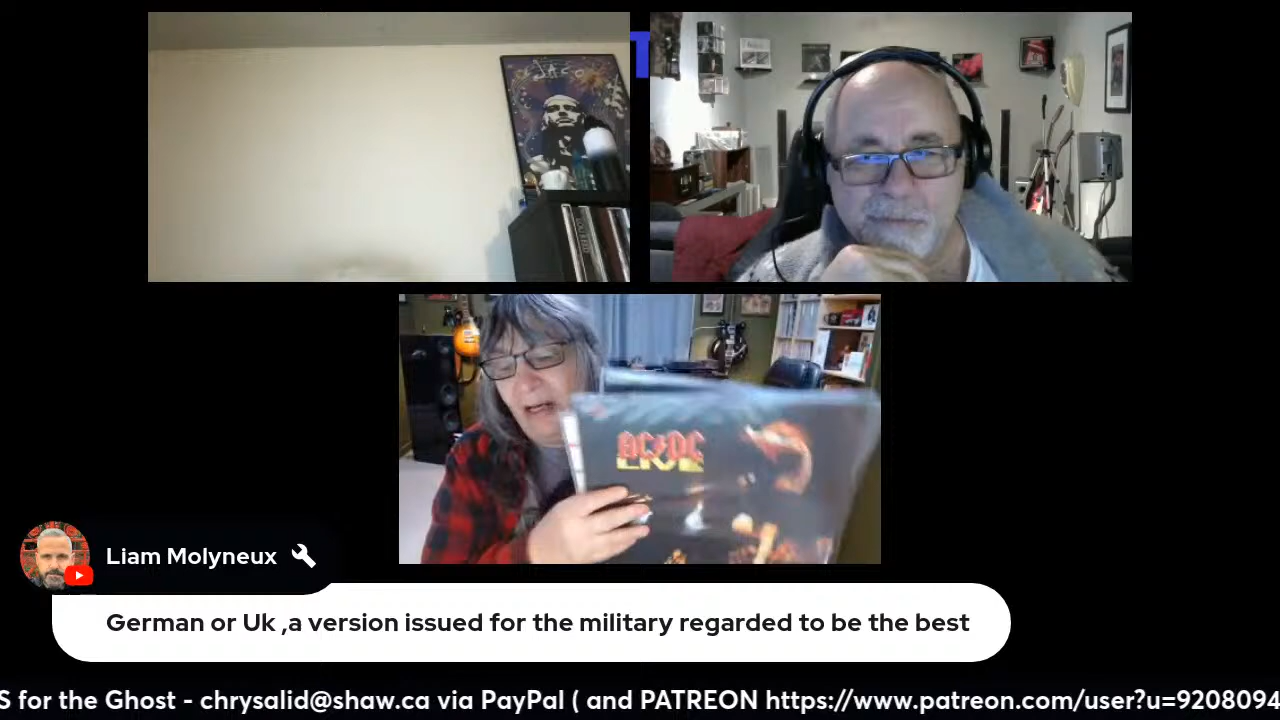 T
JACO
AC/DC
LIVE
Liam Molyneux
German or Uk ,a version issued for the military regarded to be the best
S for the Ghost - chrysalid@shaw.ca via PayPal ( and PATREON https://www.patreon.com/user?u=9208094